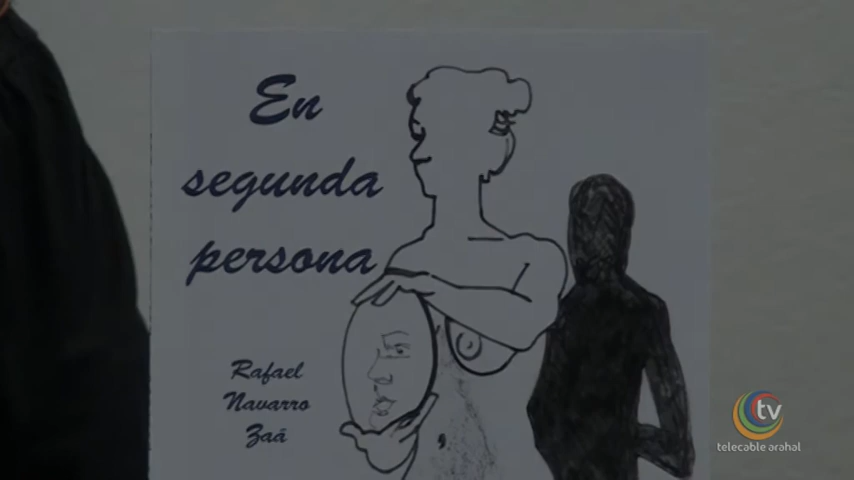 En
segunda
persona
Rafael
Navarro
Zaá
tv
telecable arahal